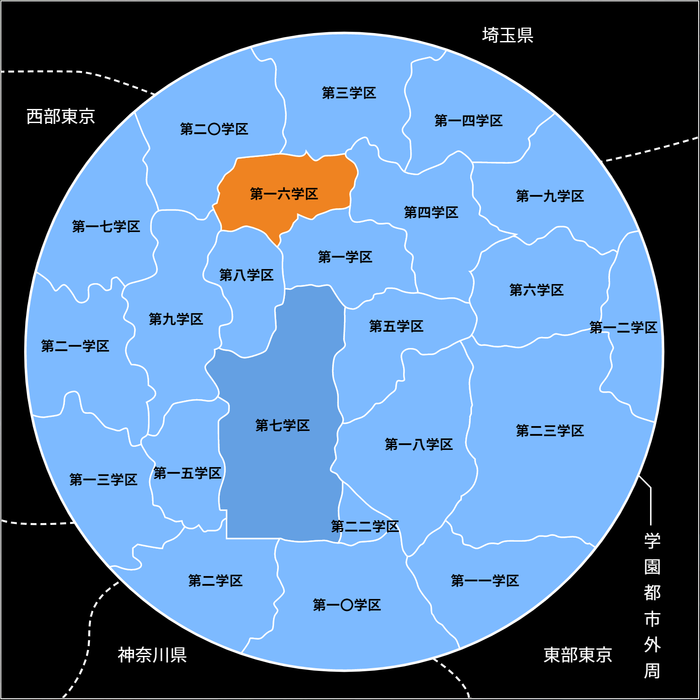 埼玉県
第三学区
西部東京
第一四学区
第二〇学区
第一六学区
第一九学区
第四学区
第一七学区
第一学区
第八学区
第六学区
第九学区
第五学区
第一二学区
第二一学区
第七学区
第二三学区
第一八学区
第一五学区
第一三学区
第二二学区
学園都市外周
第二学区
第一一学区
第一〇学区
神奈川県
東部東京